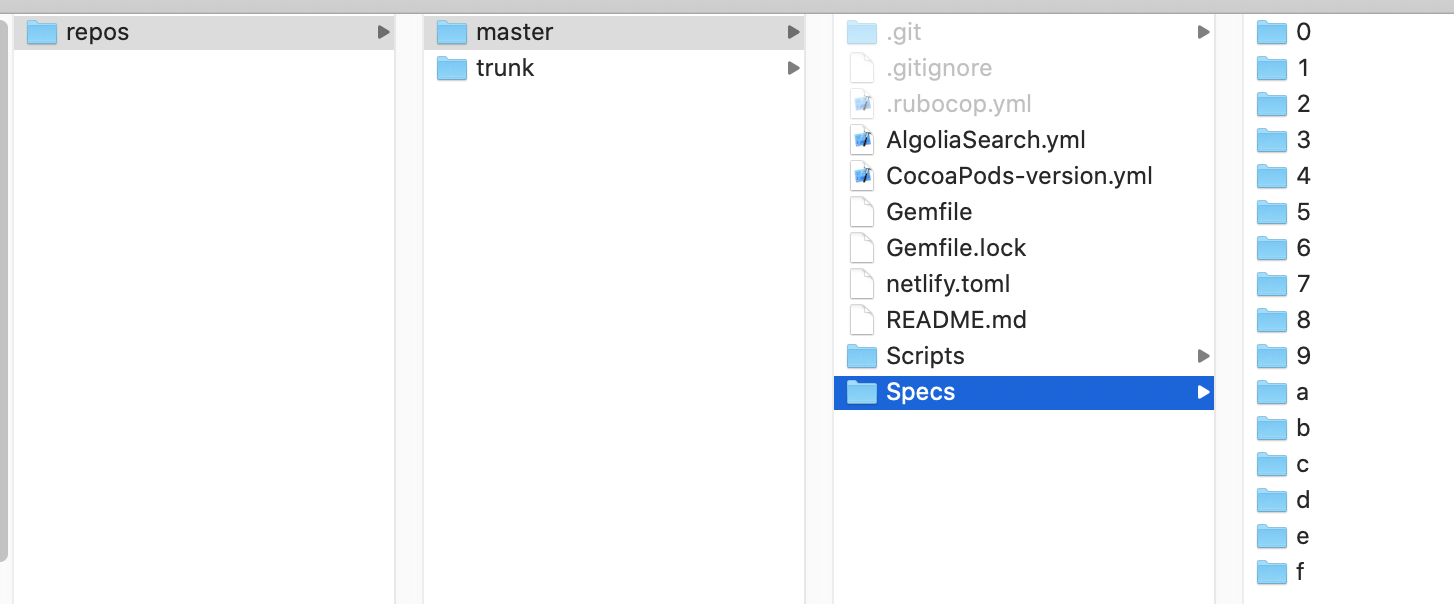 repos
master
trunk
.git
.gitignore
.rubocop.yml
AlgoliaSearch.yml
CocoaPods-version.yml
Gemfile
Gemfile.lock
netlify.toml
README.md
Scripts
Specs
0
1
2
3
4
5
6
7
8
9
a
b
c
d
e
f